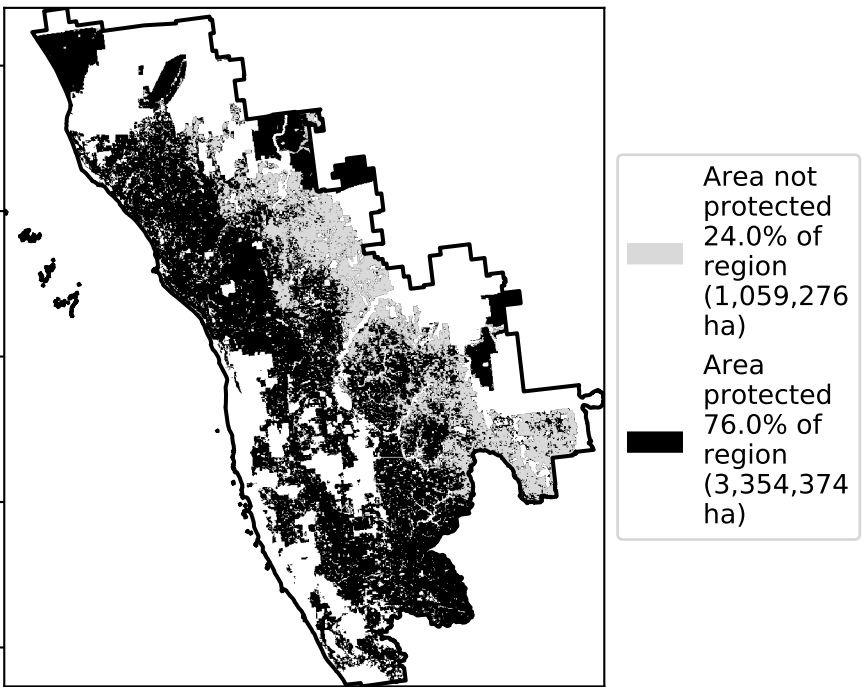 Area not
protected
24.0% of
region
(1,059,276
ha)
Area
protected
76.0% of
region
(3,354,374
ha)